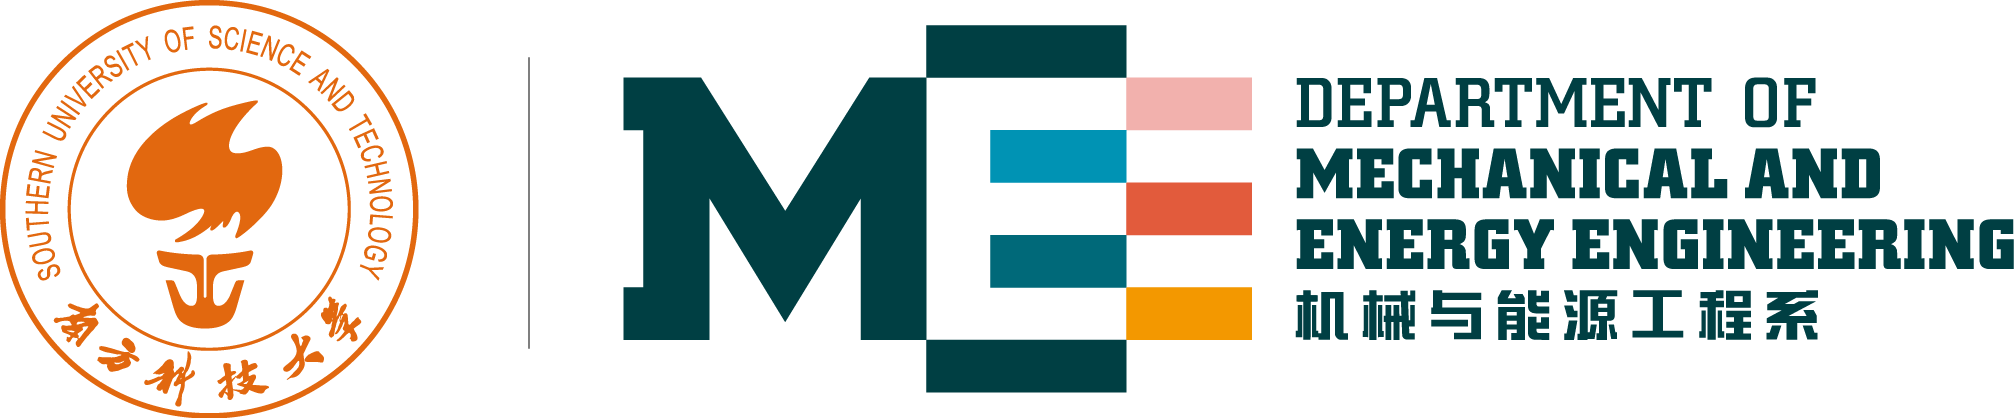 SOUTHERN UNIVERSITY OF SCIENCE AND TECHNOLOGY
南方科技大学
MEE
DEPARTMENT OF
MECHANICAL AND
ENERGY ENGINEERING
机械与能源工程系